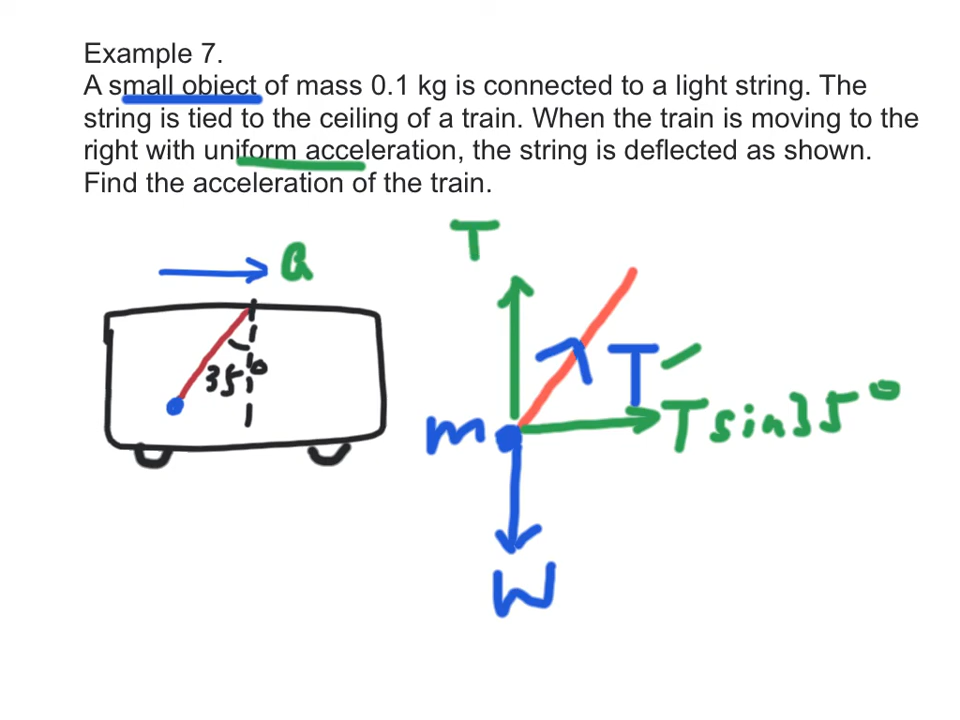 Example 7.
A small object of mass 0.1 kg is connected to a light string. The
string is tied to the ceiling of a train. When the train is moving to the
right with uniform acceleration, the string is deflected as shown.
Find the acceleration of the train.
T
a
35°
T
T sin35°
m
W